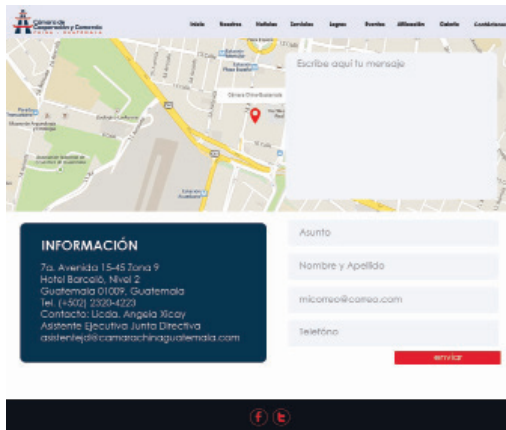 Cámara de
Cooperación y Comercio
CHINA - GUATEMALA
Inicio Nosotros Noticias Servicios Logros Eventos Afiliación Galería Contáctenos
Escribe aquí tu mensaje
INFORMACIÓN
7a. Avenida 15-45 Zona 9
Hotel Barceló, Nivel 2
Guatemala 01009, Guatemala
Tel. (+502) 2320-4223
Contacto: Licda. Angela Xicay
Asistente Ejecutiva Junta Directiva
asistentejd@camarachinaguatemala.com
Asunto
Nombre y Apellido
micorreo@correo.com
Teléfono
enviar